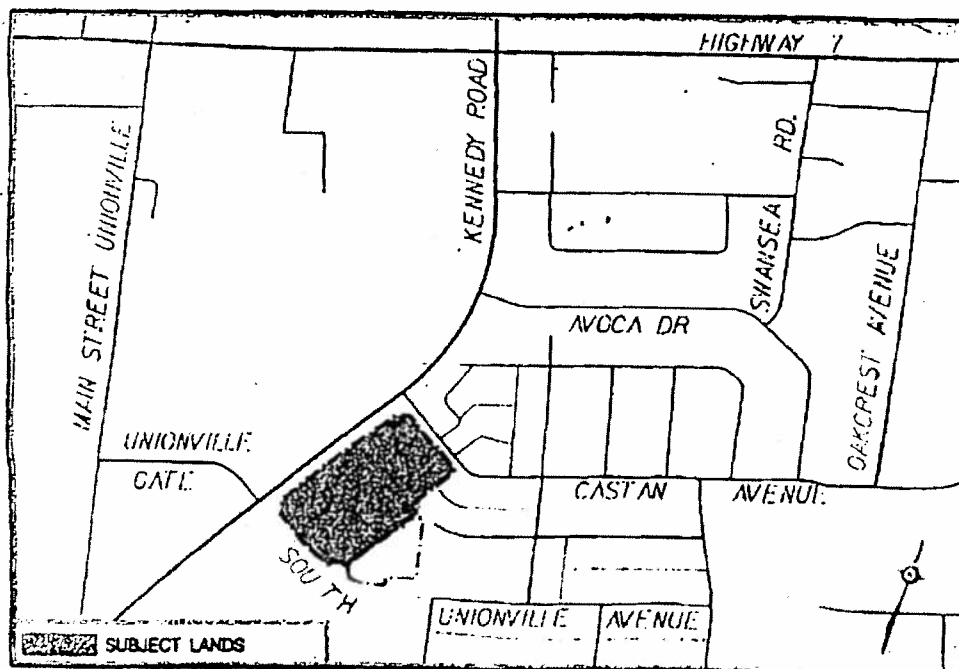 HIGHWAY 7
KENNEDY ROAD
MAIN STREET UNIONVILLE
SWANSEA RD.
OAKCREST AVENUE
AVOCA DR
UNIONVILLE
GATE
CASTAN AVENUE
SOUTH
UNIONVILLE AVENUE
SUBJECT LANDS